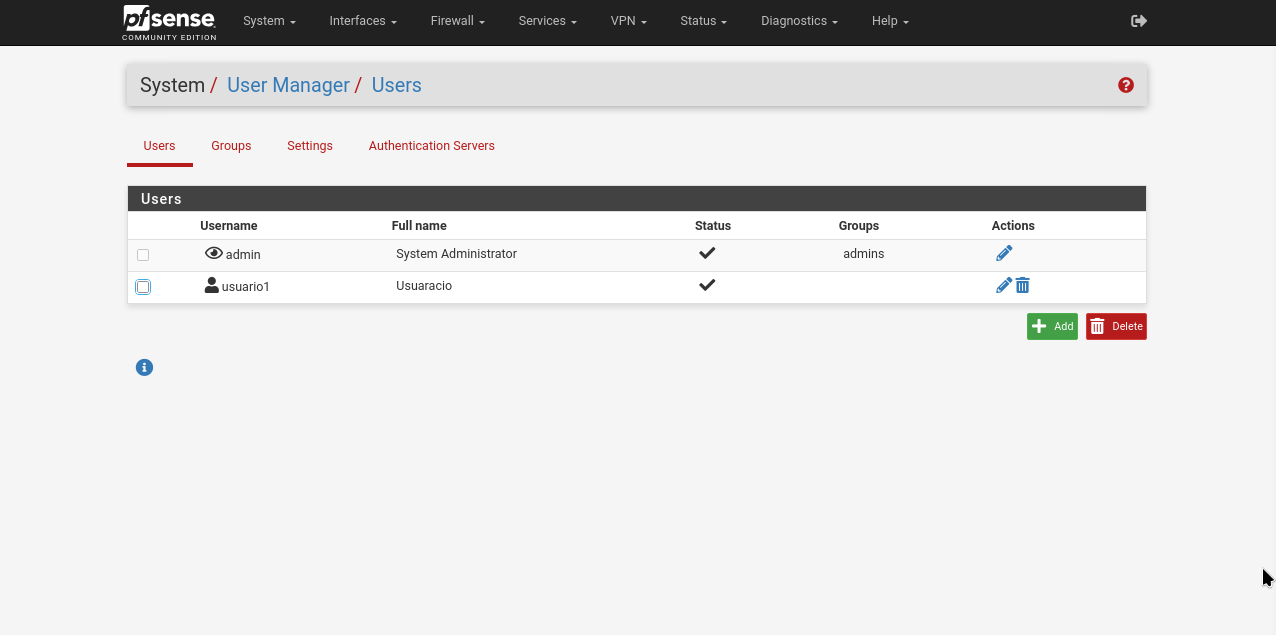 pfsense
COMMUNITY EDITION
System Interfaces Firewall Services VPN Status Diagnostics Help
System / User Manager / Users
Users Groups Settings Authentication Servers
Users
Username Full name Status Groups Actions
admin System Administrator admins
usuario1 Usuaracio
Add Delete